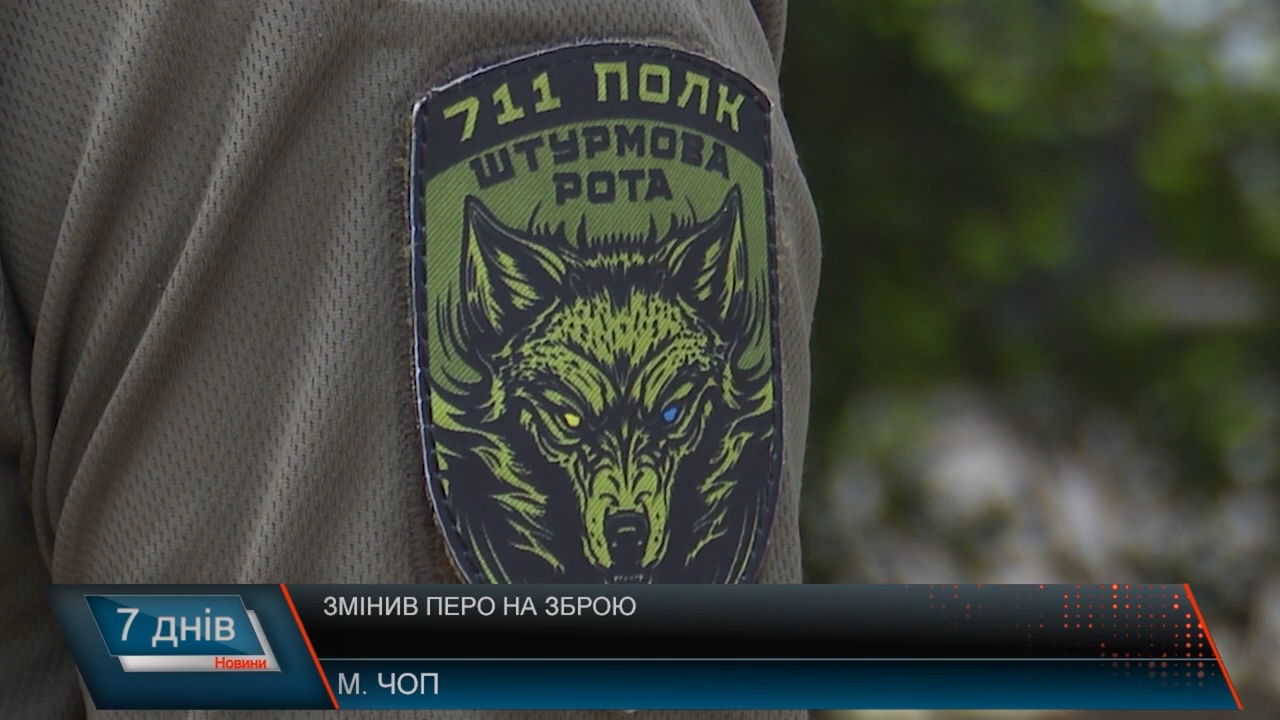 711 ПОЛК
ШТУРМОВА
РОТА
7 днів
Новини
ЗМІНИВ ПЕРО НА ЗБРОЮ
М. ЧОП